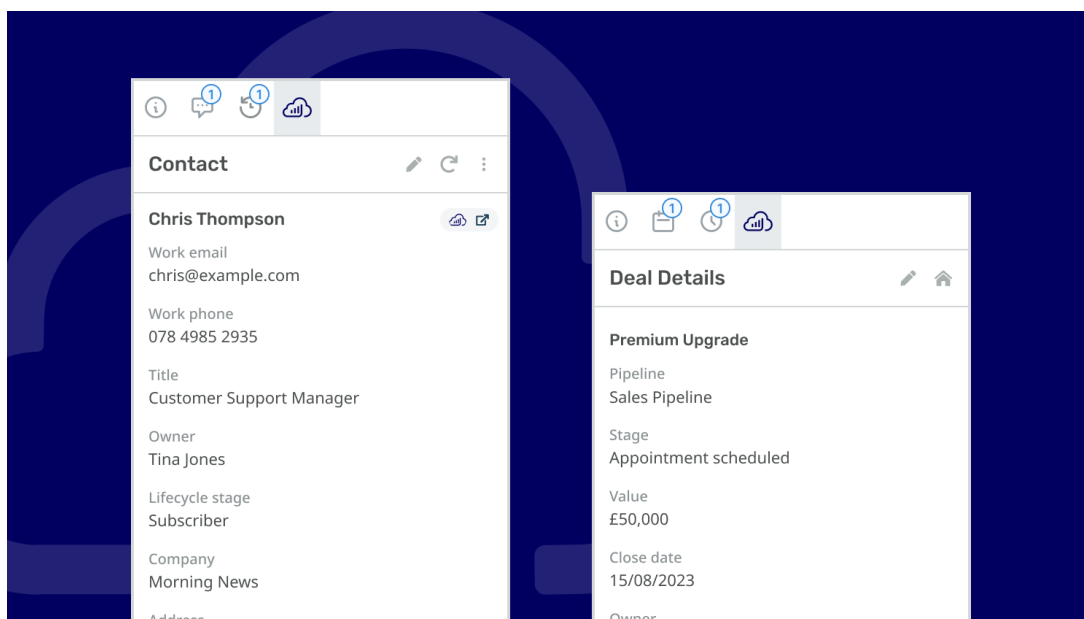 1
1
Contact
Chris Thompson
Work email
chris@example.com
Work phone
078 4985 2935
Title
Customer Support Manager
Owner
Tina Jones
Lifecycle stage
Subscriber
Company
Morning News
Address
1
1
Deal Details
Premium Upgrade
Pipeline
Sales Pipeline
Stage
Appointment scheduled
Value
£50,000
Close date
15/08/2023
Owner